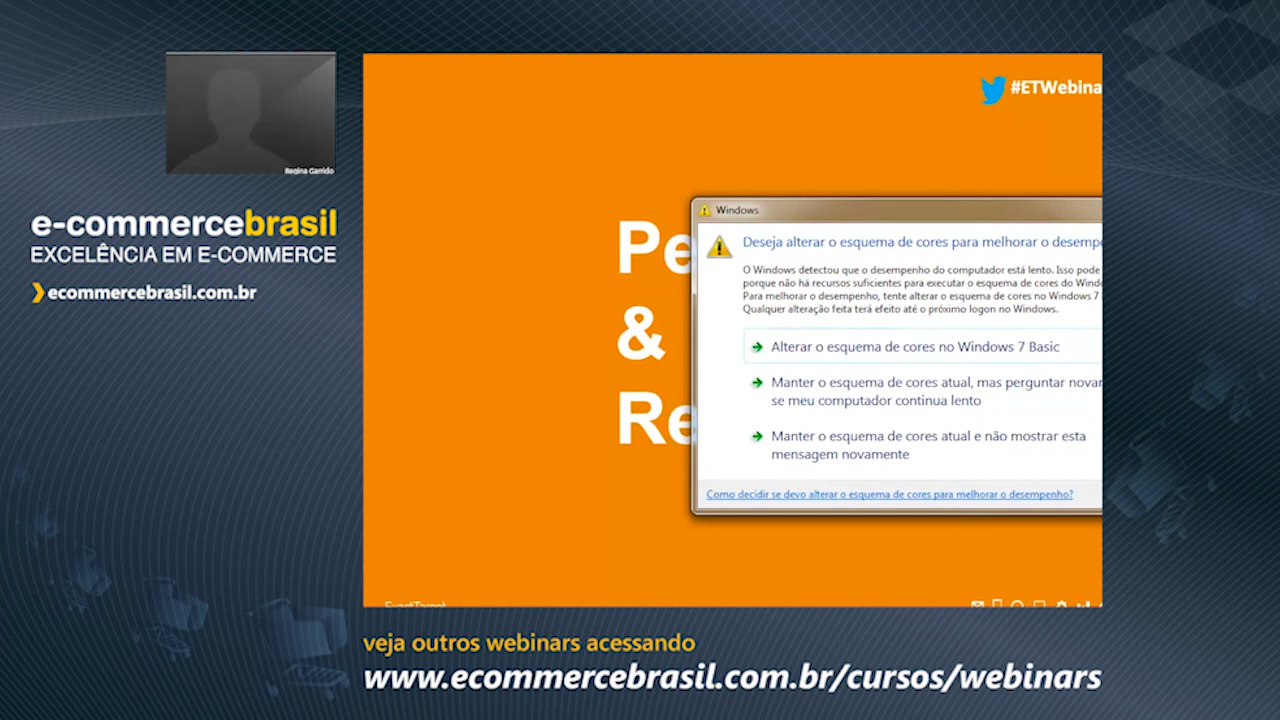 #ETWebina
Regina Garrido
e-commercebrasil
EXCELÊNCIA EM E-COMMERCE
ecommercebrasil.com.br
Pe
&
Re
Windows
Deseja alterar o esquema de cores para melhorar o desemp
O Windows detectou que o desempenho do computador está lento. Isso pode
porque não há recursos suficientes para executar o esquema de cores do Windo
Para melhorar o desempenho, tente alterar o esquema de cores no Windows 7
Qualquer alteração feita terá efeito até o próximo logon no Windows.
Alterar o esquema de cores no Windows 7 Basic
Manter o esquema de cores atual, mas perguntar novar
se meu computador continua lento
Manter o esquema de cores atual e não mostrar esta
mensagem novamente
Como decidir se devo alterar o esquema de cores para melhorar o desempenho?
ExactTarget
veja outros webinars acessando
www.ecommercebrasil.com.br/cursos/webinars